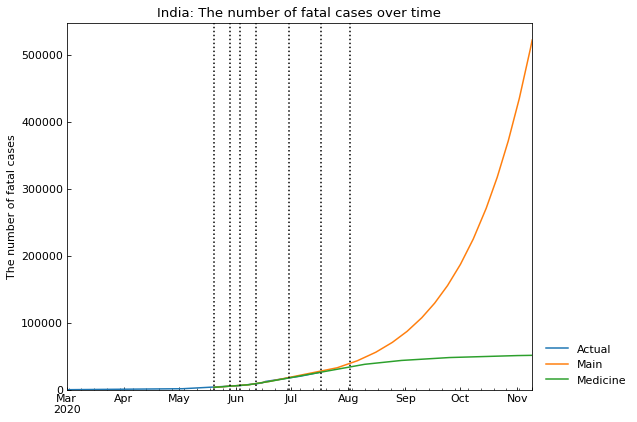 India: The number of fatal cases over time
The number of fatal cases
500000
400000
300000
200000
100000
0
Mar Apr May Jun Jul Aug Sep Oct Nov
2020
Actual
Main
Medicine